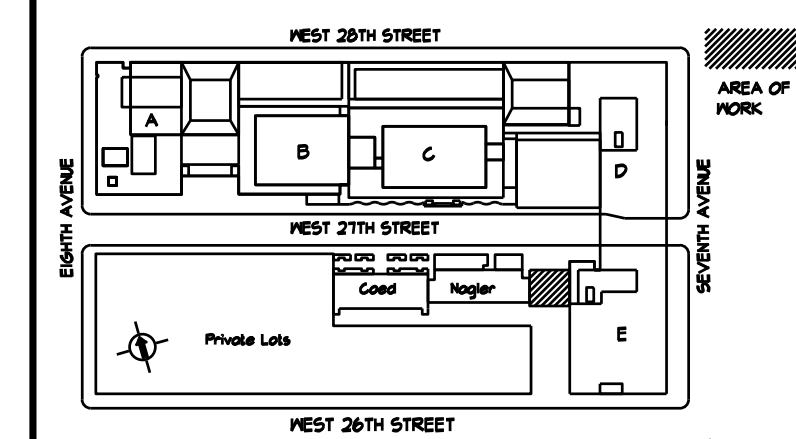 WEST 28TH STREET
AREA OF
WORK
A
B
C
D
EIGHTH AVENUE
SEVENTH AVENUE
WEST 27TH STREET
Coed
Nagler
Private Lots
E
WEST 26TH STREET